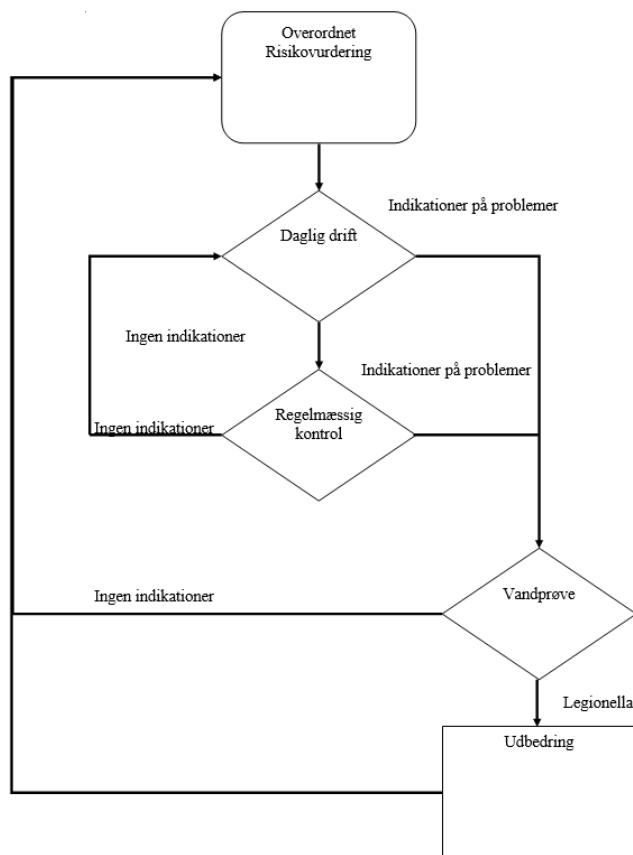 Overordnet
Risikovurdering
Indikationer på problemer
Daglig drift
Ingen indikationer
Indikationer på problemer
Regelmæssig
kontrol
Ingen indikationer
Vandprøve
Ingen indikationer
Legionella
Udbedring